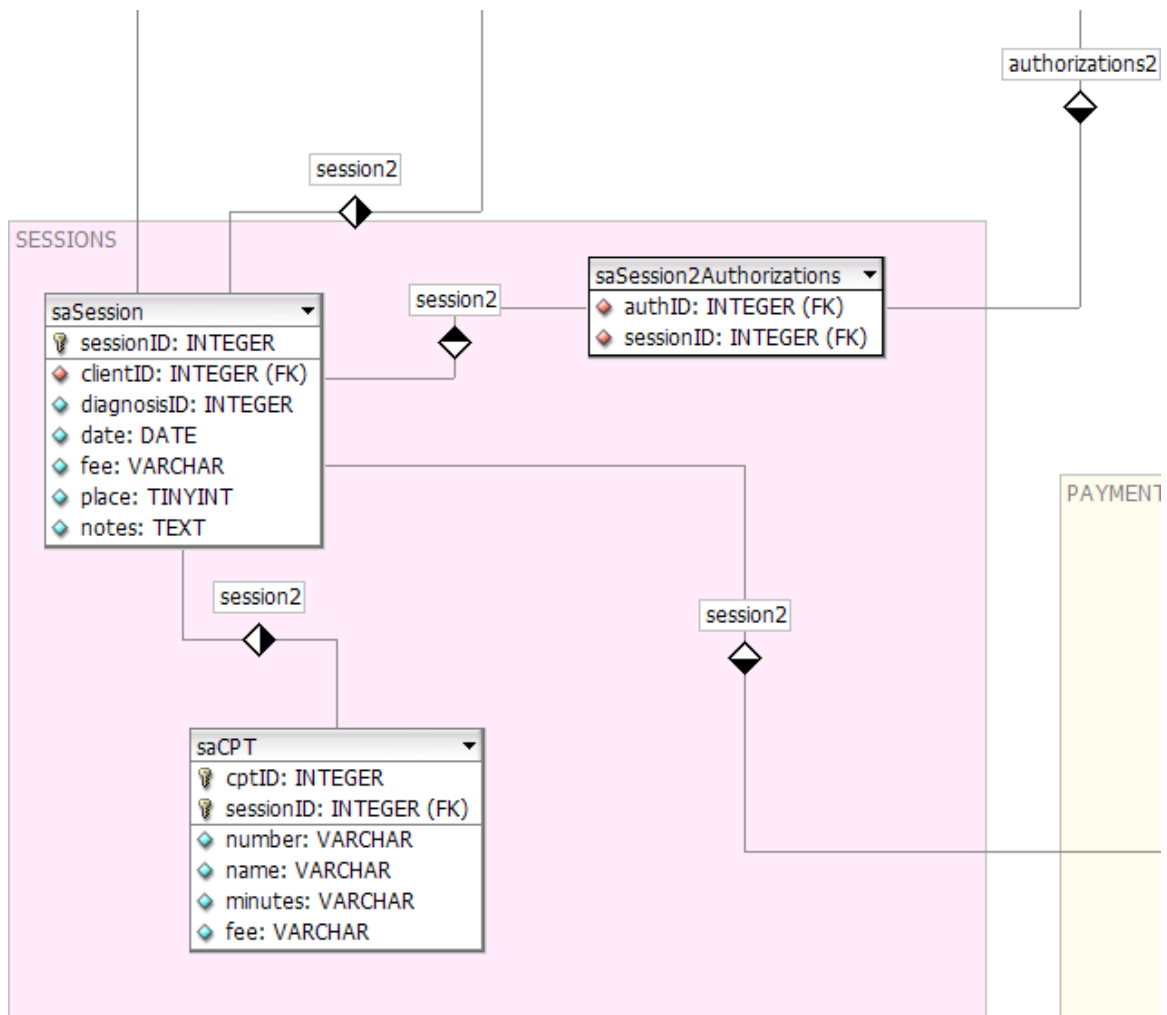 authorizations2
session2
SESSIONS
saSession2Authorizations
authID: INTEGER (FK)
sessionID: INTEGER (FK)
session2
saSession
sessionID: INTEGER
clientID: INTEGER (FK)
diagnosisID: INTEGER
date: DATE
fee: VARCHAR
place: TINYINT
notes: TEXT
PAYMENT
session2
session2
saCPT
cptID: INTEGER
sessionID: INTEGER (FK)
number: VARCHAR
name: VARCHAR
minutes: VARCHAR
fee: VARCHAR